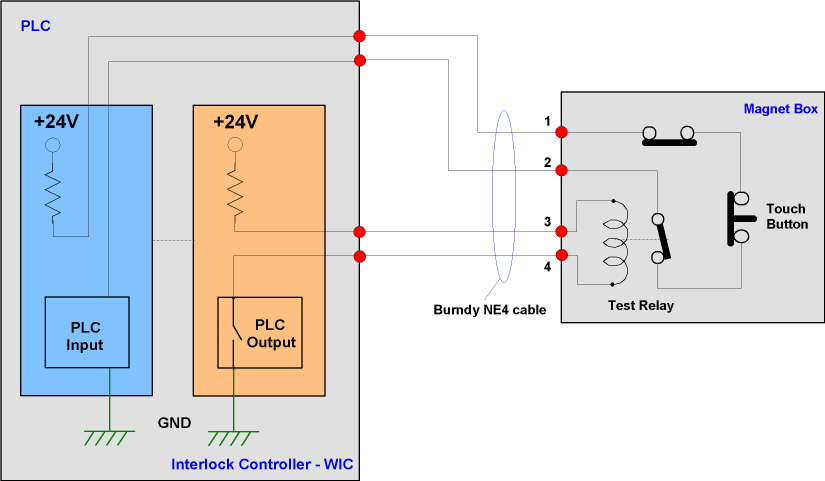 PLC
Magnet Box
+24V
+24V
1
2
3
4
Touch
Button
Test Relay
Burndy NE4 cable
PLC
Input
PLC
Output
GND
Interlock Controller - WIC